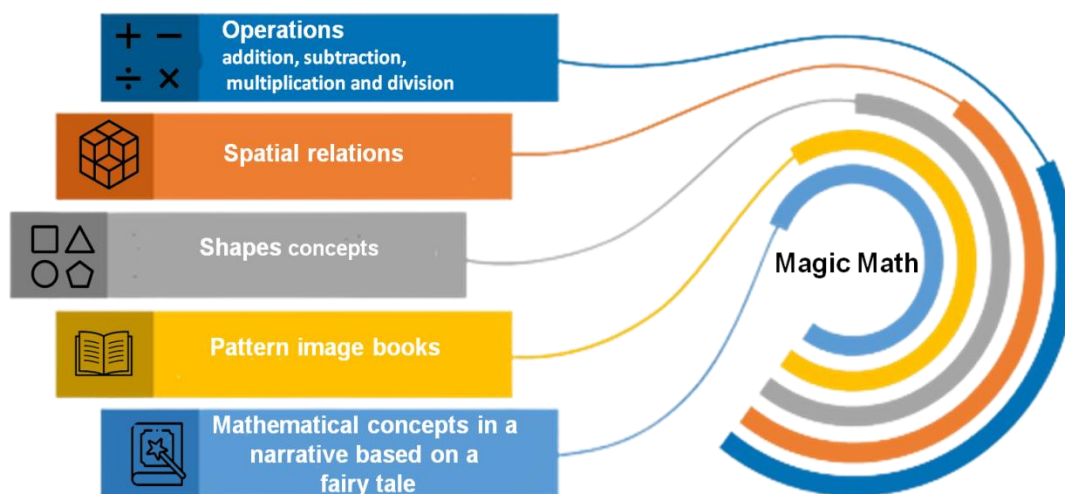 Operations
addition, subtraction,
multiplication and division
Spatial relations
Shapes concepts
Magic Math
Pattern image books
Mathematical concepts in a
narrative based on a
fairy tale